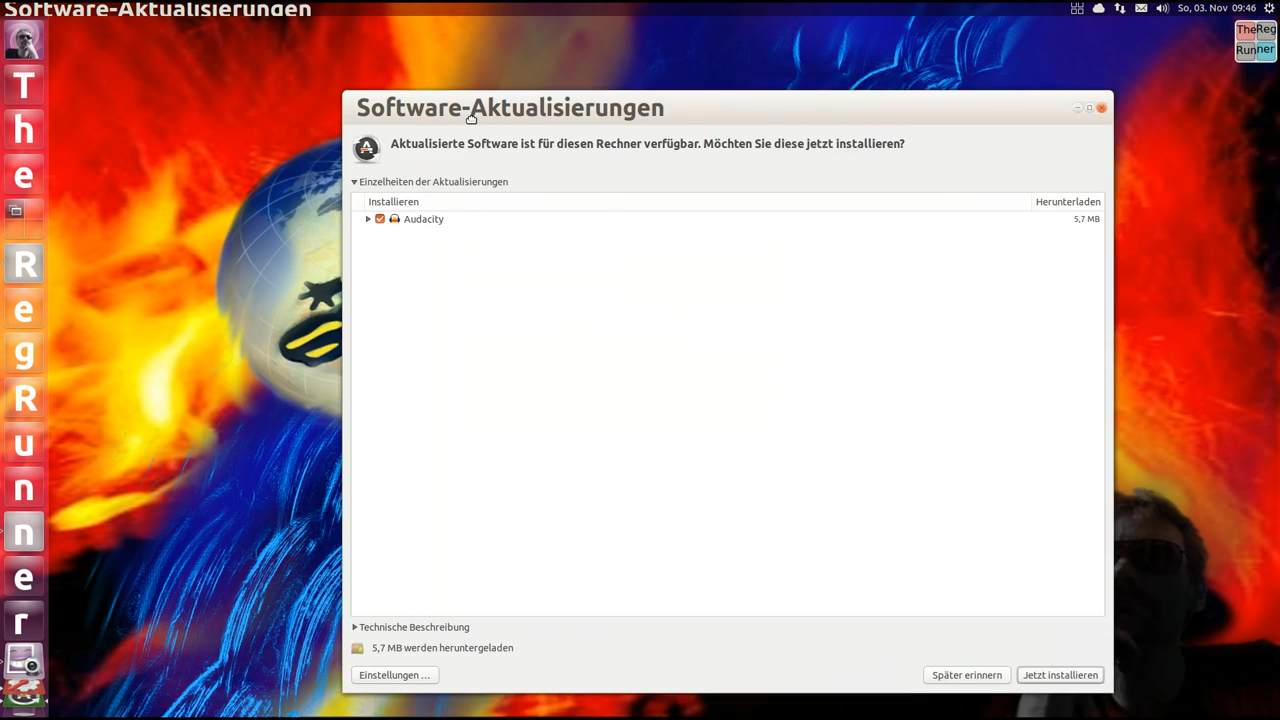 Software-Aktualisierungen
So, 03. Nov 09:46
TheReg
Runner
T
h
e
R
e
g
R
u
n
n
e
r
Software-Aktualisierungen
Aktualisierte Software ist für diesen Rechner verfügbar. Möchten Sie diese jetzt installieren?
Einzelheiten der Aktualisierungen
Installieren Herunterladen
Audacity 5,7 MB
Technische Beschreibung
5,7 MB werden heruntergeladen
Einstellungen ... Später erinnern Jetzt installieren